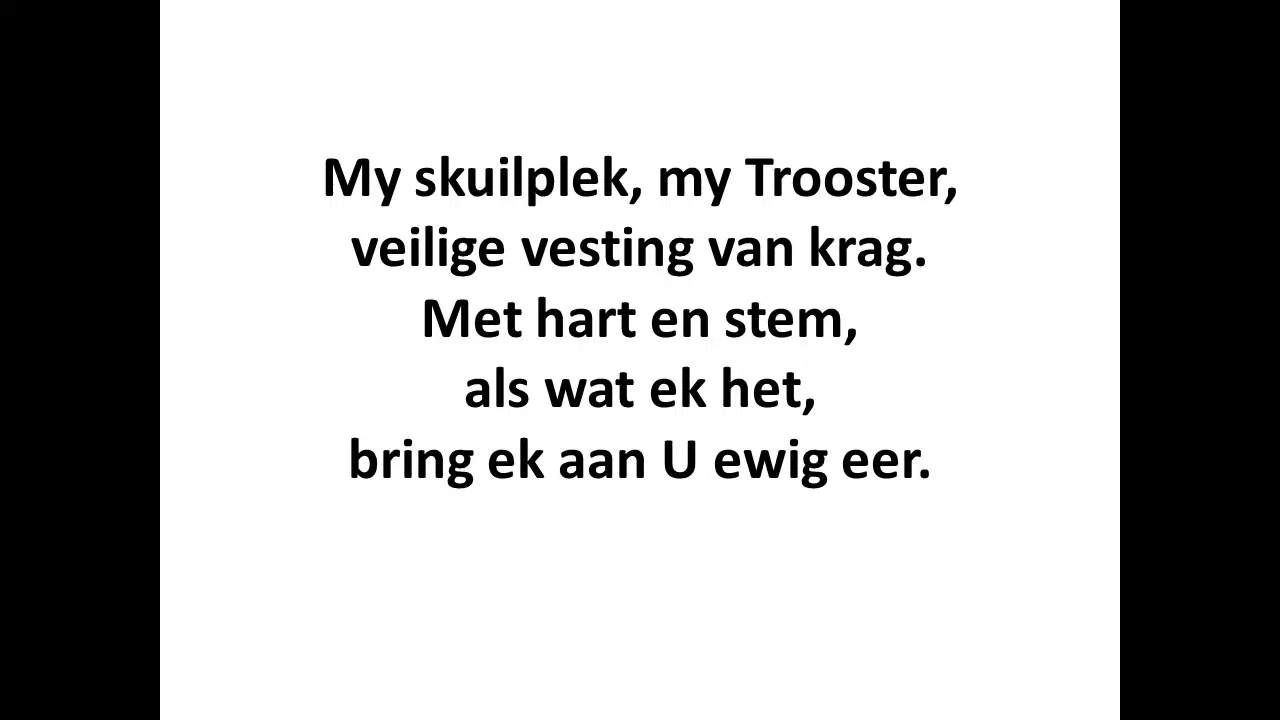 My skuilplek, my Trooster,
veilige vesting van krag.
Met hart en stem,
als wat ek het,
bring ek aan U ewig eer.